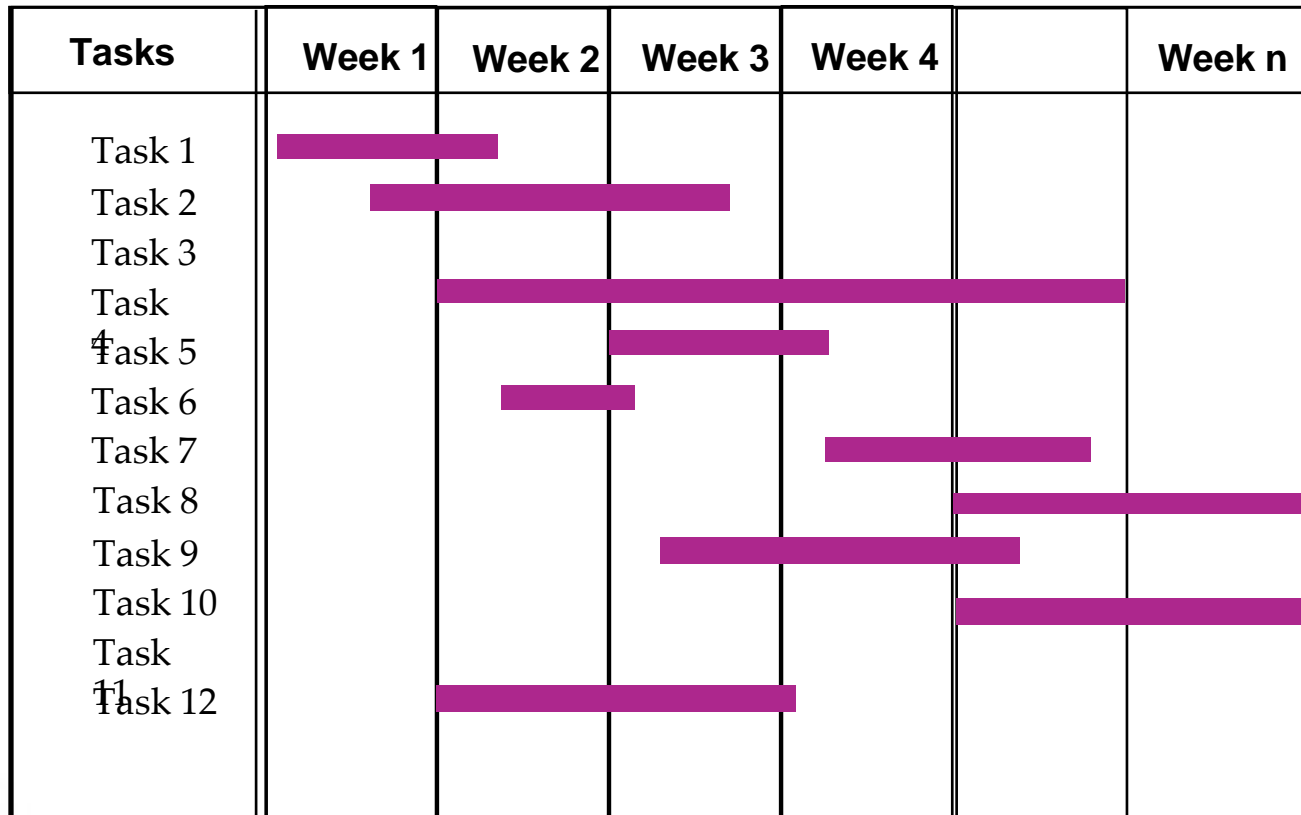 Tasks Week 1 Week 2 Week 3 Week 4 Week n
Task 1
Task 2
Task 3
Task
4
Task 5
Task 6
Task 7
Task 8
Task 9
Task 10
Task
11
Task 12